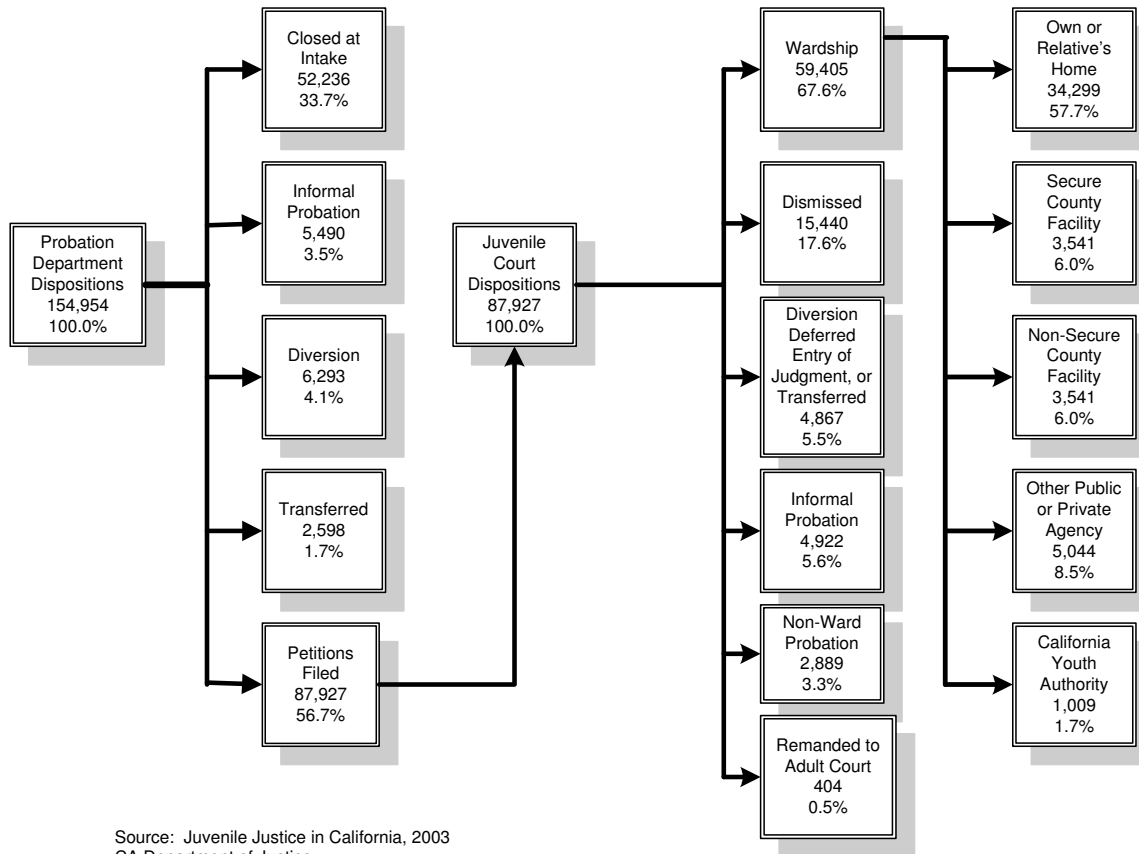 Probation
Department
Dispositions
154,954
100.0%
Closed at
Intake
52,236
33.7%
Informal
Probation
5,490
3.5%
Diversion
6,293
4.1%
Transferred
2,598
1.7%
Petitions
Filed
87,927
56.7%
Juvenile
Court
Dispositions
87,927
100.0%
Wardship
59,405
67.6%
Dismissed
15,440
17.6%
Diversion
Deferred
Entry of
Judgment, or
Transferred
4,867
5.5%
Informal
Probation
4,922
5.6%
Non-Ward
Probation
2,889
3.3%
Remanded to
Adult Court
404
0.5%
Own or
Relative's
Home
34,299
57.7%
Secure
County
Facility
3,541
6.0%
Non-Secure
County
Facility
3,541
6.0%
Other Public
or Private
Agency
5,044
8.5%
California
Youth
Authority
1,009
1.7%
Source: Juvenile Justice in California, 2003
CA Department of Justice